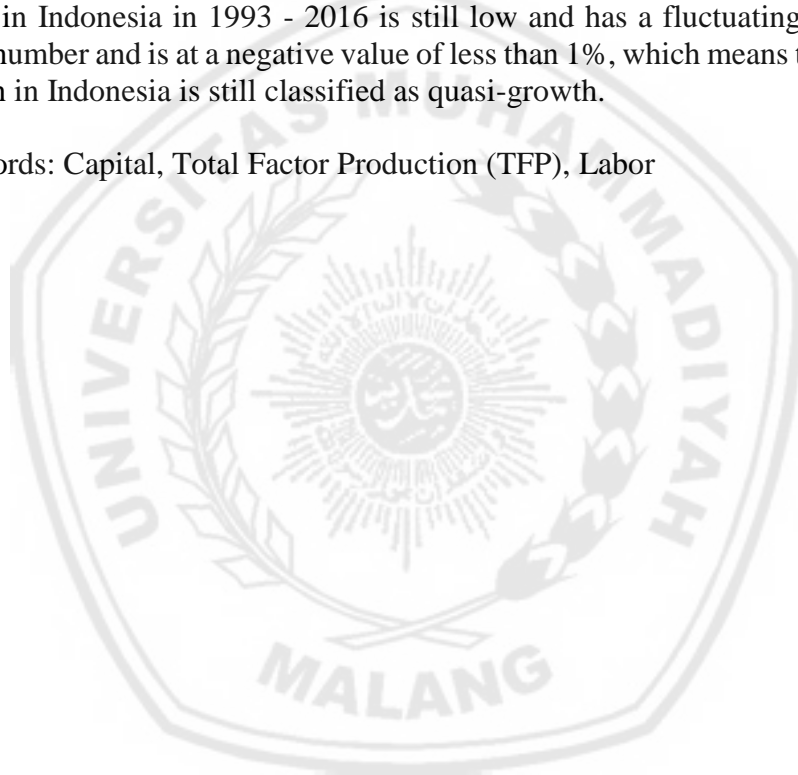 in Indonesia in 1993 - 2016 is still low and has a fluctuating
number and is at a negative value of less than 1%, which means t
n in Indonesia is still classified as quasi-growth.
ords: Capital, Total Factor Production (TFP), Labor
UNIVERSITAS MUHAMMADIYAH
MALANG